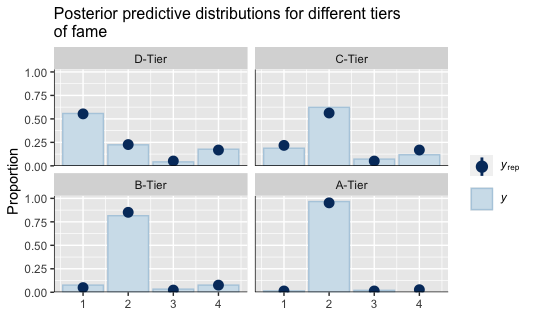 Posterior predictive distributions for different tiers
of fame
D-Tier
C-Tier
1.00
0.75
0.50
0.25
0.00
B-Tier
A-Tier
1.00
0.75
0.50
0.25
0.00
1 2 3 4
1 2 3 4
Proportion
yrep
y